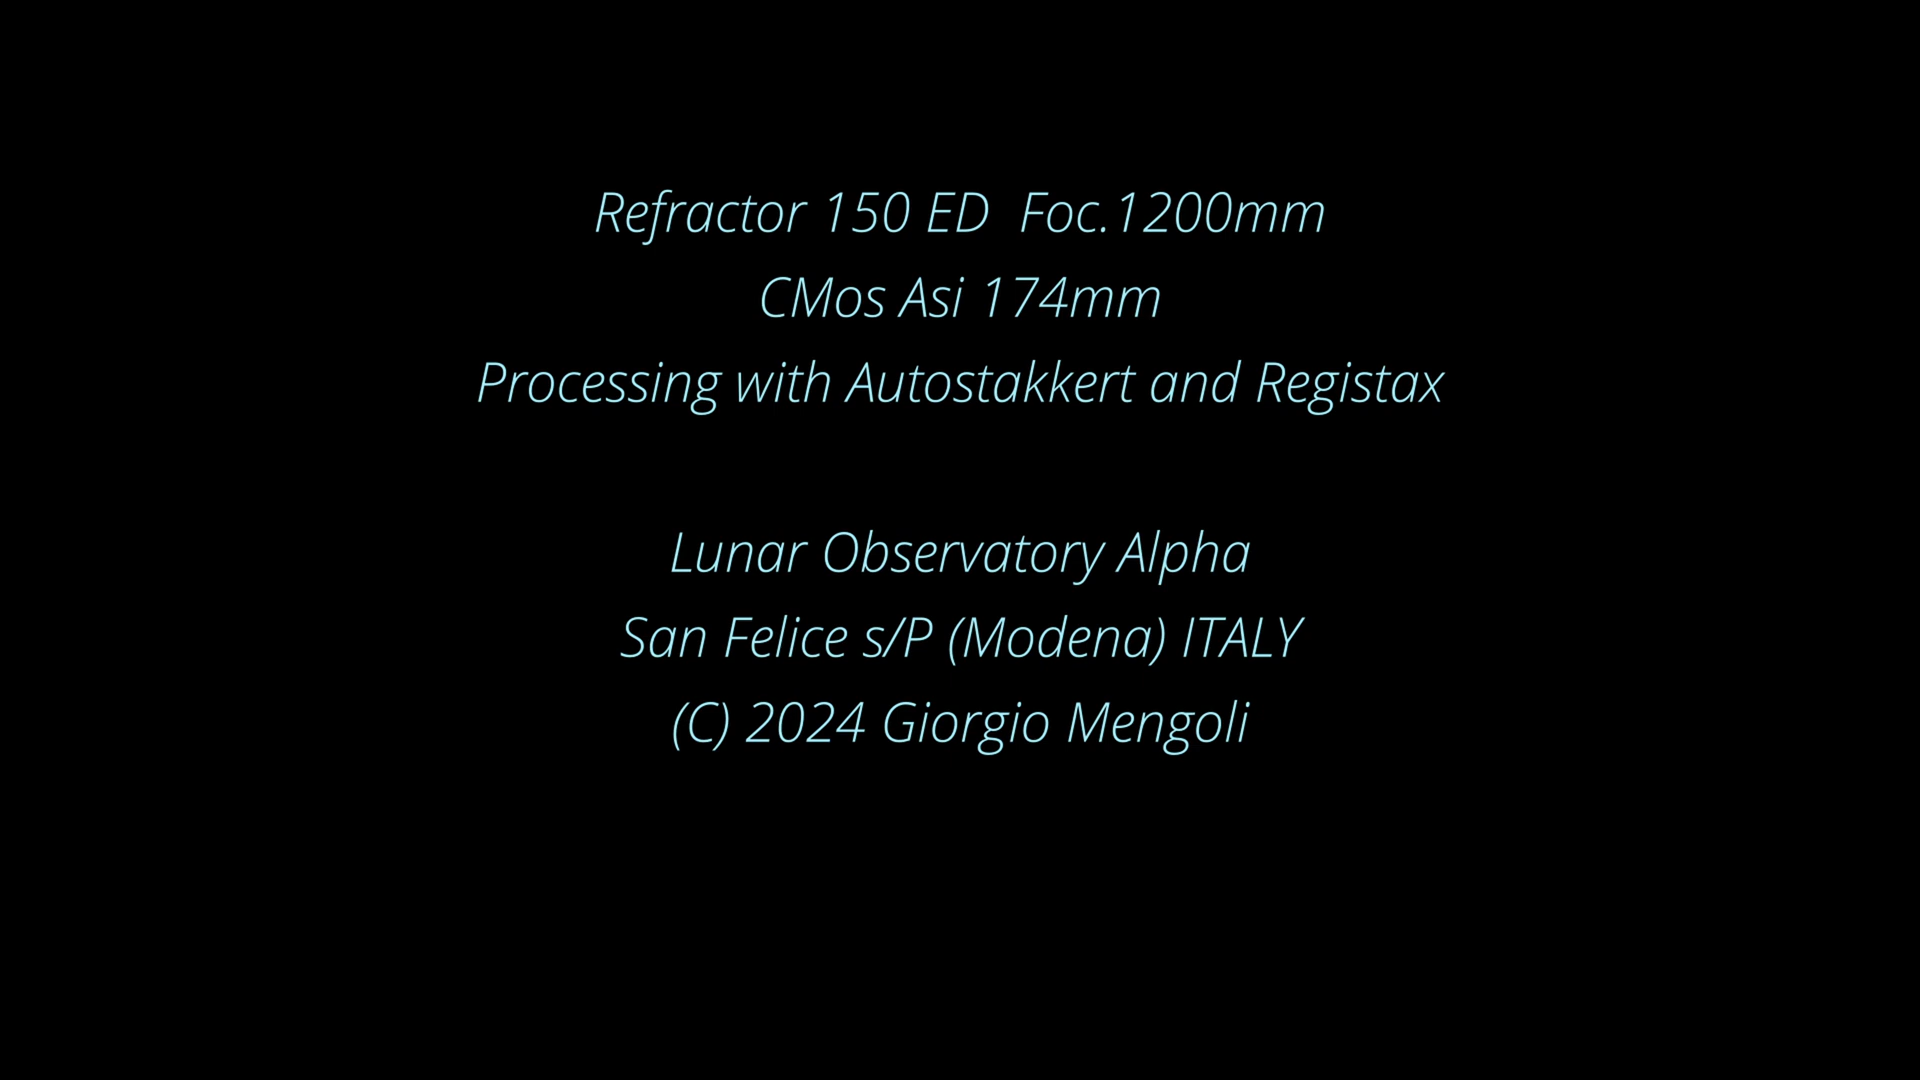 Refractor 150 ED  Foc.1200mm
CMos Asi 174mm
Processing with Autostakkert and Registax
Lunar Observatory Alpha
San Felice s/P (Modena) ITALY
(C) 2024 Giorgio Mengoli